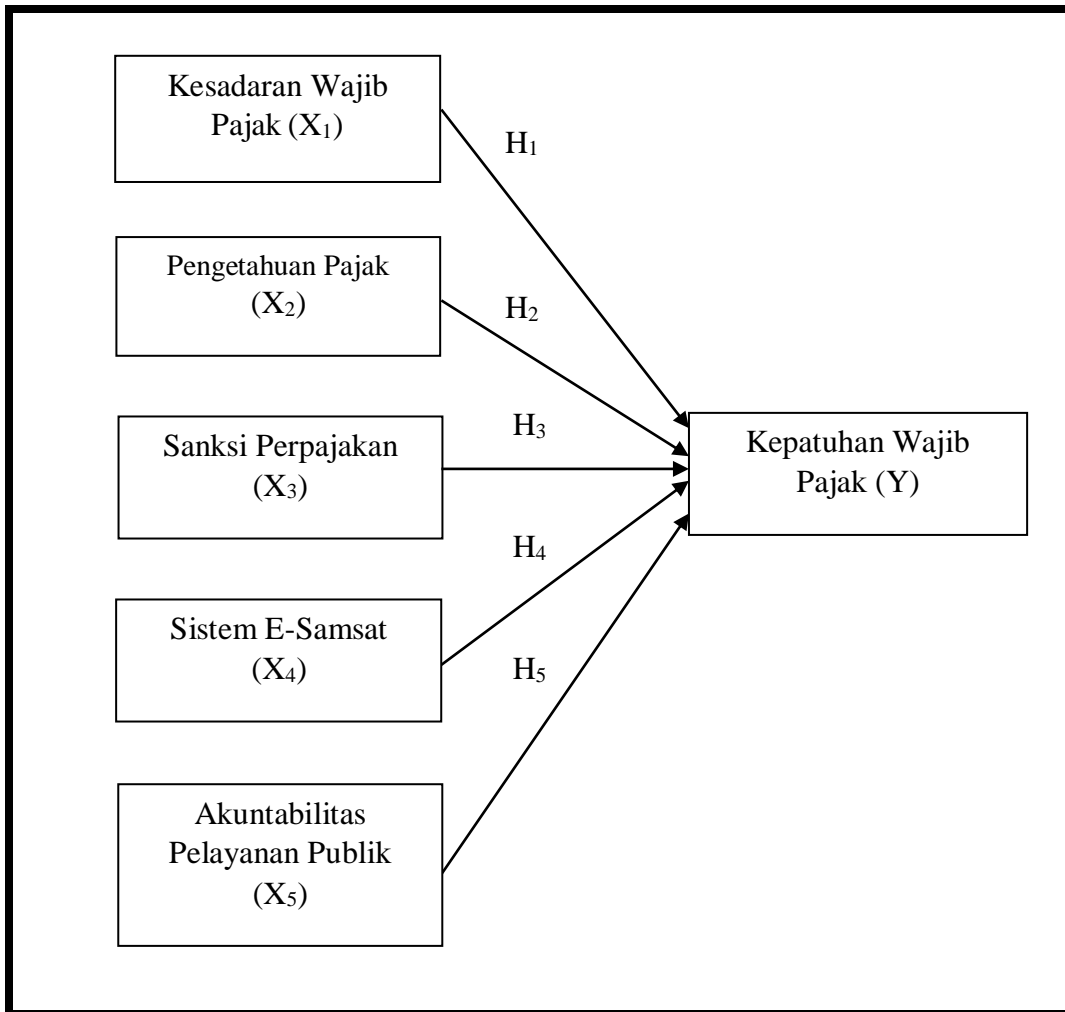 Kesadaran Wajib
Pajak (X₁)
H₁
Pengetahuan Pajak
(X₂)
H₂
Sanksi Perpajakan
(X₃)
H₃
Kepatuhan Wajib
Pajak (Y)
Sistem E-Samsat
(X₄)
H₄
H₅
Akuntabilitas
Pelayanan Publik
(X₅)